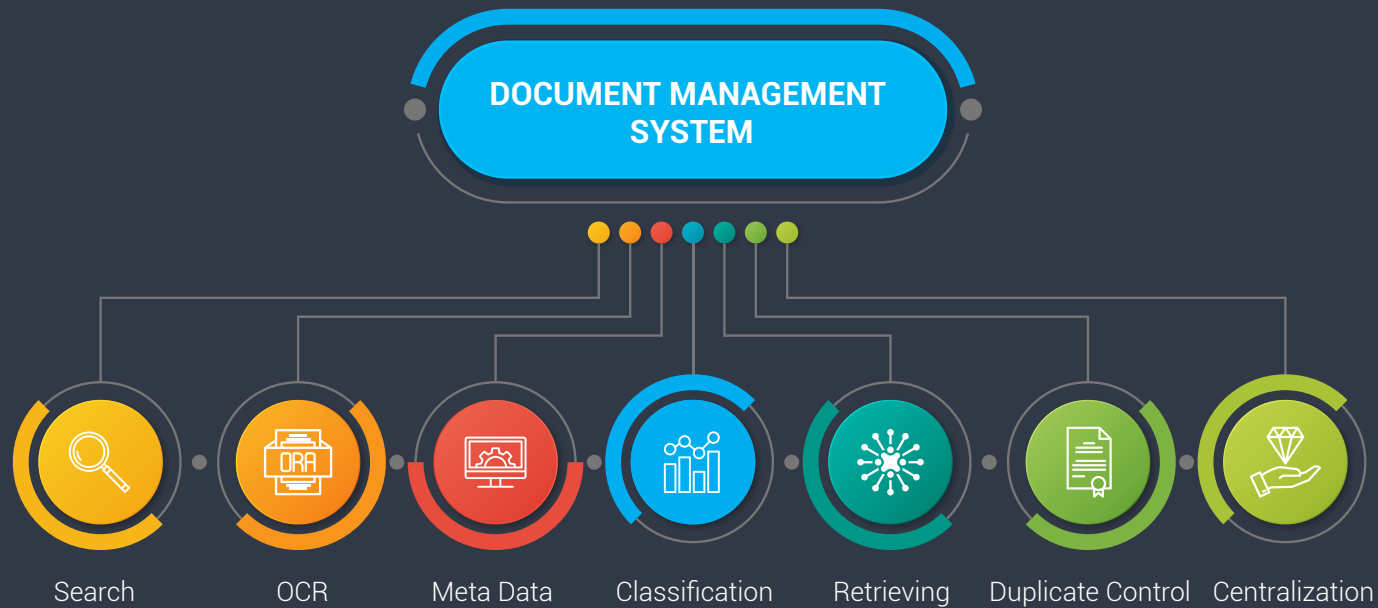 DOCUMENT MANAGEMENT
SYSTEM
ORA
Search
OCR
Meta Data
Classification
Retrieving
Duplicate Control
Centralization